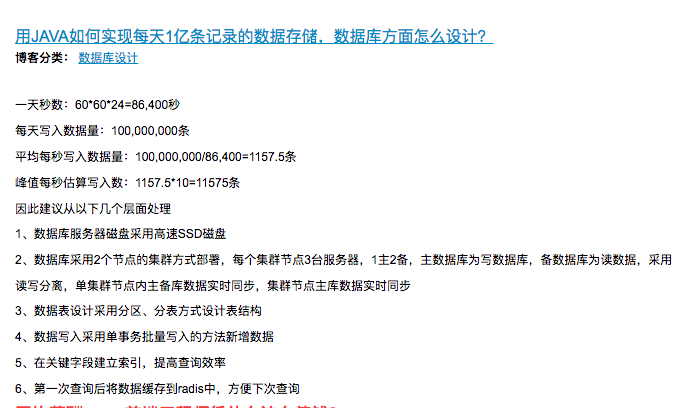 用JAVA如何实现每天1亿条记录的数据存储，数据库方面怎么设计？
博客分类： 数据库设计
一天秒数：60*60*24=86,400秒
每天写入数据量：100,000,000条
平均每秒写入数据量：100,000,000/86,400=1157.5条
峰值每秒估算写入数：1157.5*10=11575条
因此建议从以下几个层面处理
1、数据库服务器磁盘采用高速SSD磁盘
2、数据库采用2个节点的集群方式部署，每个集群节点3台服务器，1主2备，主数据库为写数据库，备数据库为读数据，采用
读写分离，单集群节点内主备库数据实时同步，集群节点主库数据实时同步
3、数据表设计采用分区、分表方式设计表结构
4、数据写入采用单事务批量写入的方法新增数据
5、在关键字段建立索引，提高查询效率
6、第一次查询后将数据缓存到radis中，方便下次查询